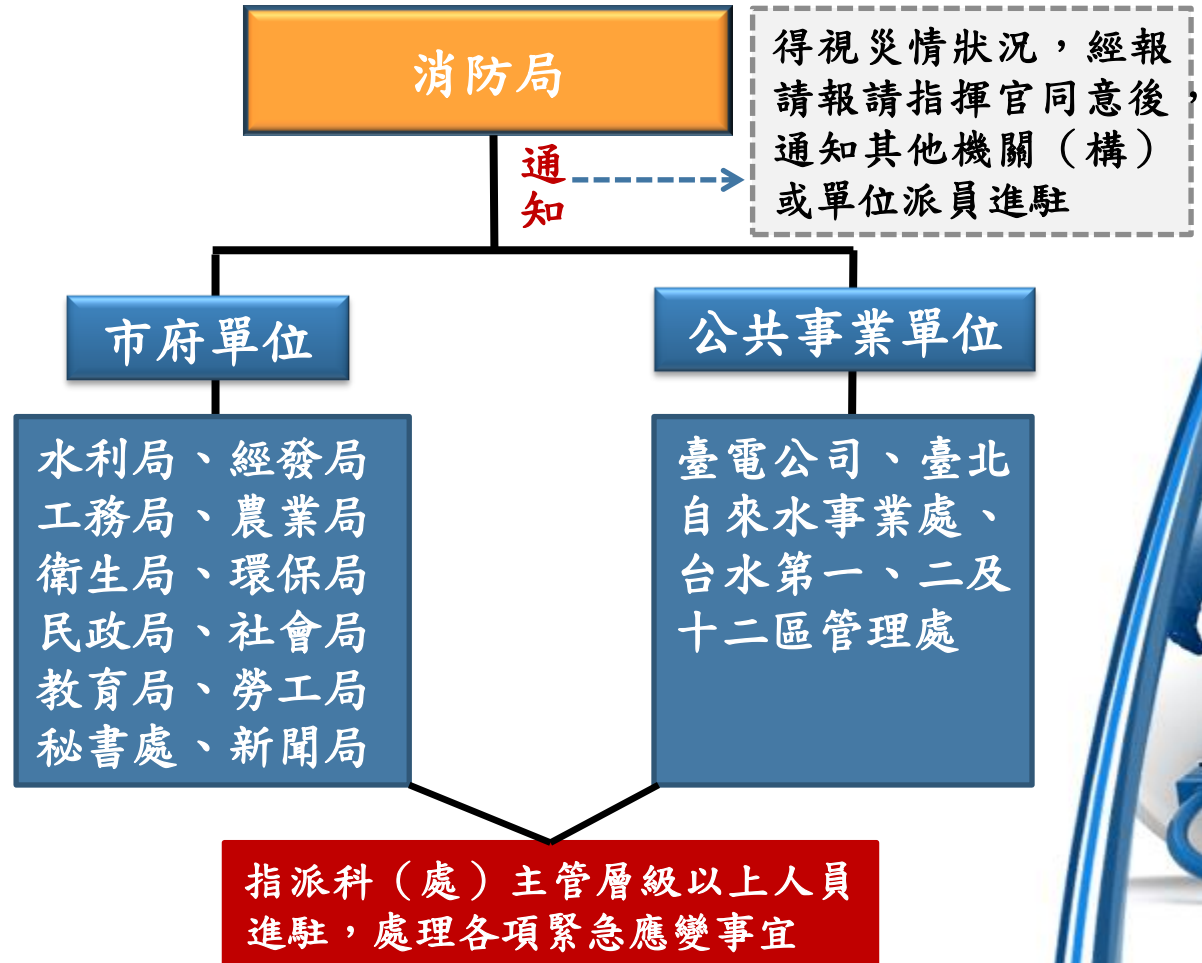 消防局
得視災情狀況，經報
請報請指揮官同意後，
通知其他機關（構）
或單位派員進駐
通
知
市府單位
公共事業單位
水利局、經發局
工務局、農業局
衛生局、環保局
民政局、社會局
教育局、勞工局
秘書處、新聞局
臺電公司、臺北
自來水事業處、
台水第一、二及
十二區管理處
指派科（處）主管層級以上人員
進駐，處理各項緊急應變事宜